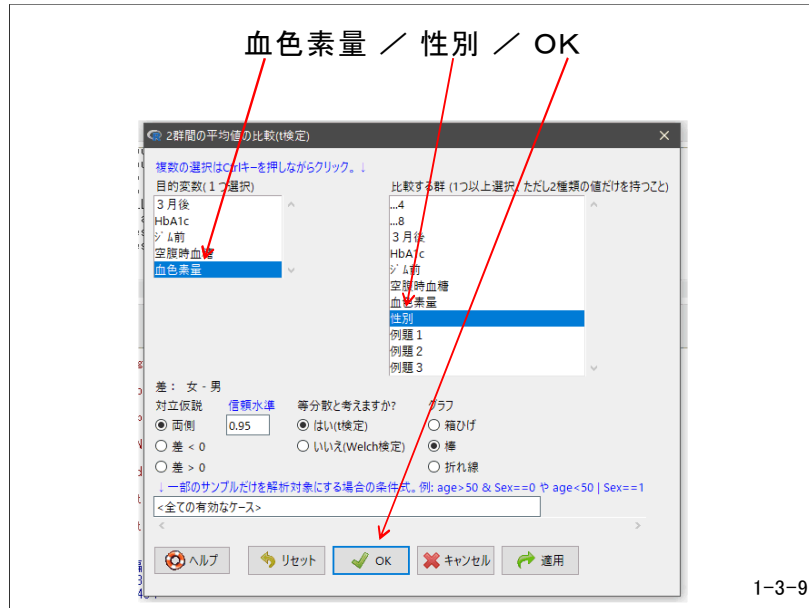 血色素量 ／ 性別 ／ OK
2群間の平均値の比較(t検定)
複数の選択はCtrlキーを押しながらクリック。↓
目的変数(1つ選択)
比較する群 (1つ以上選択、ただし2種類の値だけを持つこと)
3月後
HbA1c
ジム前
空腹時血糖
血色素量
...4
...8
3月後
HbA1c
ジム前
空腹時血糖
血色素量
性別
例題1
例題2
例題3
差： 女 - 男
対立仮説
信頼水準
等分散と考えますか?
グラフ
両側
0.95
はい(t検定)
箱ひげ
差 < 0
いいえ(Welch検定)
棒
差 > 0
折れ線
↓一部のサンプルだけを解析対象にする場合の条件式。例: age>50 & Sex==0 や age<50 | Sex==1
<全ての有効なケース>
ヘルプ
リセット
OK
キャンセル
適用
1-3-9